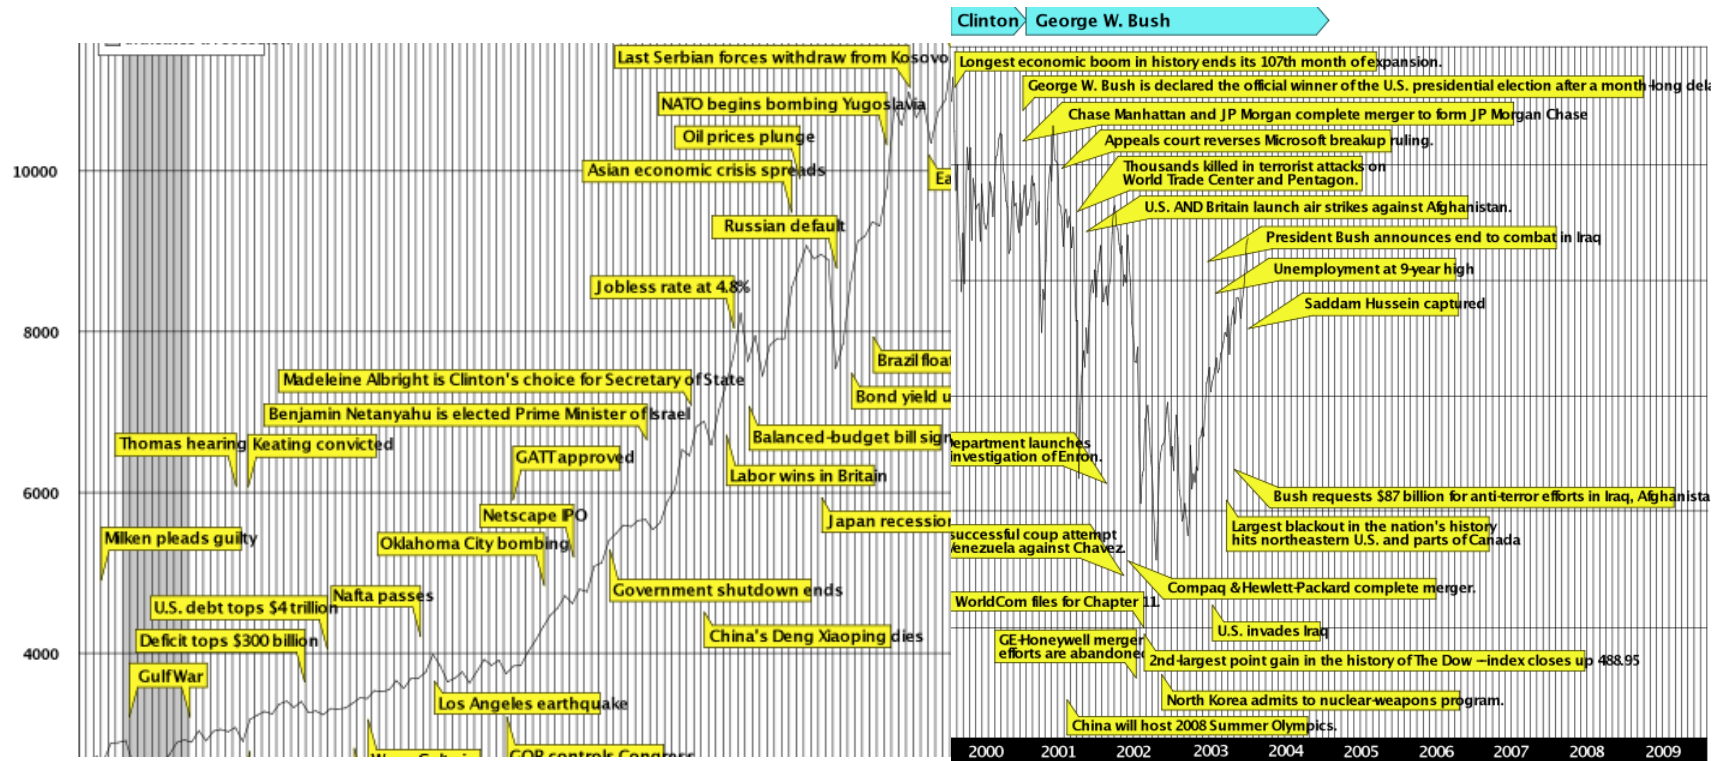 Clinton
George W. Bush
Last Serbian forces withdraw from Kosovo
Longest economic boom in history ends its 107th month of expansion.
George W. Bush is declared the official winner of the U.S. presidential election after a month-long
NATO begins bombing Yugoslavia
Chase Manhattan and JP Morgan complete merger to form JP Morgan Chase
Oil prices plunge
Appeals court reverses Microsoft breakup ruling.
10000
Asian economic crisis spreads
Thousands killed in terrorist attacks on
World Trade Center and Pentagon.
U.S. AND Britain launch air strikes against Afghanistan.
Russian default
President Bush announces end to combat in Iraq
Unemployment at 9-year high
Jobless rate at 4.8%
Saddam Hussein captured
8000
Brazil
Madeleine Albright is Clinton's choice for Secretary of State
Bond yield
Benjamin Netanyahu is elected Prime Minister of Israel
Balanced-budget bill
Thomas hearing
Keating convicted
launches
investigation of Enron.
GATT approved
Labor wins in Britain
6000
Bush requests $87 billion for anti-terror efforts in Iraq,
Netscape IPO
Japan recession
Largest blackout in the nation's history
hits northeastern U.S. and parts of Canada
Milken pleads guilty
Oklahoma City bombing
successful coup attempt
Venezuela against Chavez.
Government shutdown ends
Compaq & Hewlett-Packard complete merger.
Nafta passes
U.S. debt tops $4 trillion
WorldCom files for Chapter 11.
U.S. invades Iraq
China's Deng Xiaoping dies
Deficit tops $300 billion
GE-Honeywell merger
efforts are abandoned
2nd-largest point gain in the history of The Dow --index closes up 488.95
4000
Gulf War
Los Angeles earthquake
North Korea admits to nuclear-weapons program.
China will host 2008 Summer Olympics.
GOP controls Congress
2000 2001 2002 2003 2004 2005 2006 2007 2008 2009